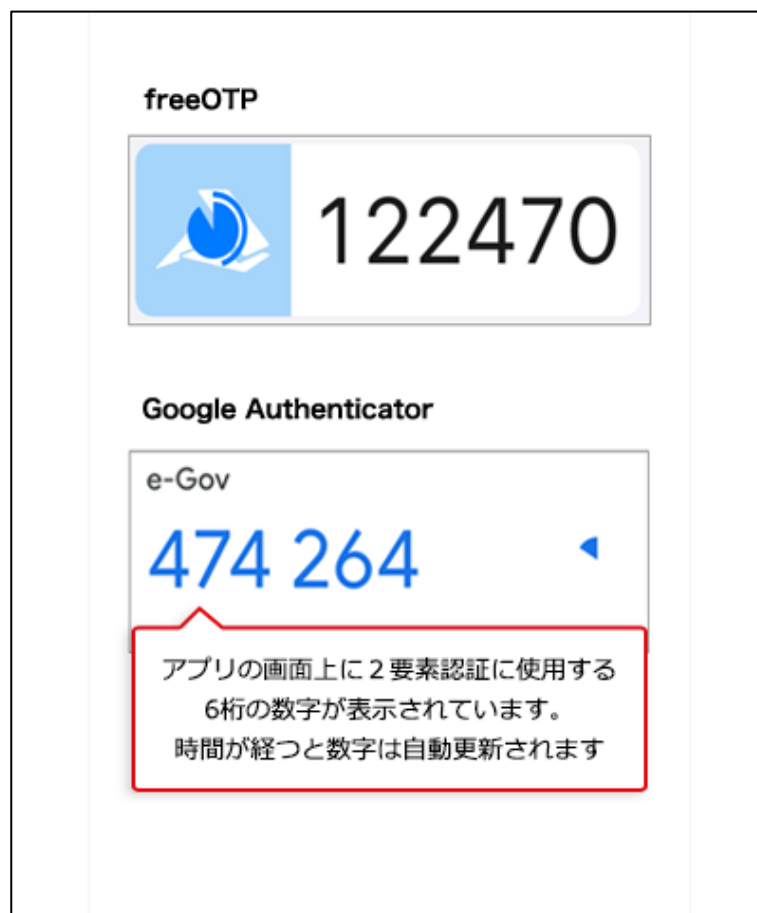 freeOTP
122470
Google Authenticator
e-Gov
474 264
アプリの画面上に２要素認証に使用する
6桁の数字が表示されています。
時間が経つと数字は自動更新されます